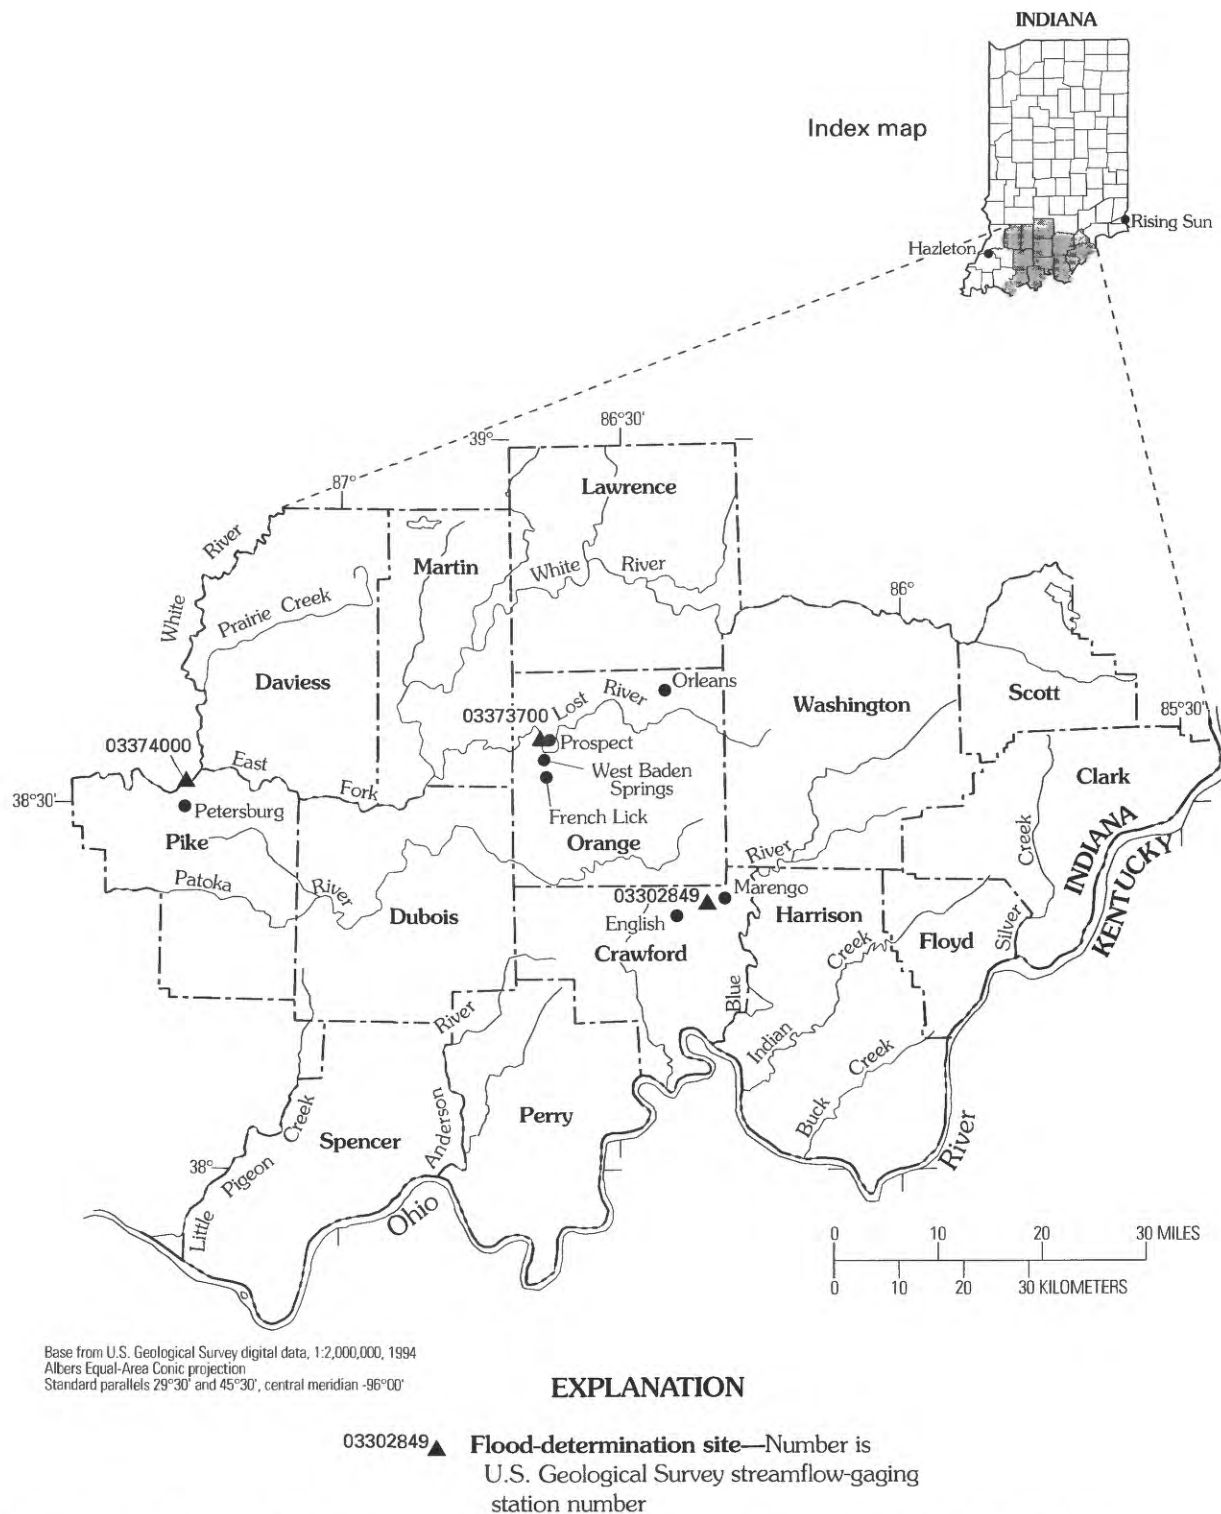 INDIANA
Index map
Rising Sun
Hazleton
86°30'
39°
87°
Lawrence
River
Martin
White
River
86°
White
Prairie Creek
Daviess
Orleans
Scott
Washington
03373700
Lost
River
85°30'
03374000
Prospect
East
West Baden
Springs
Clark
Fork
38°30'
Petersburg
French Lick
Pike
Orange
Creek
INDIANA
KENTUCKY
River
Patoka
River
Marengo
03302849
Dubois
English
Harrison
Crawford
Creek
Floyd
Silver
Blue
River
Indian
Creek
Creek
Perry
Buck
Anderson
Spencer
River
38°
Pigeon
Little
Ohio
0 10 20 30 MILES
0 10 20 30 KILOMETERS
Base from U.S. Geological Survey digital data, 1:2,000,000, 1994
Albers Equal-Area Conic projection
Standard parallels 29°30' and 45°30', central meridian -96°00'
EXPLANATION
03302849 Flood-determination site—Number is
U.S. Geological Survey streamflow-gaging
station number